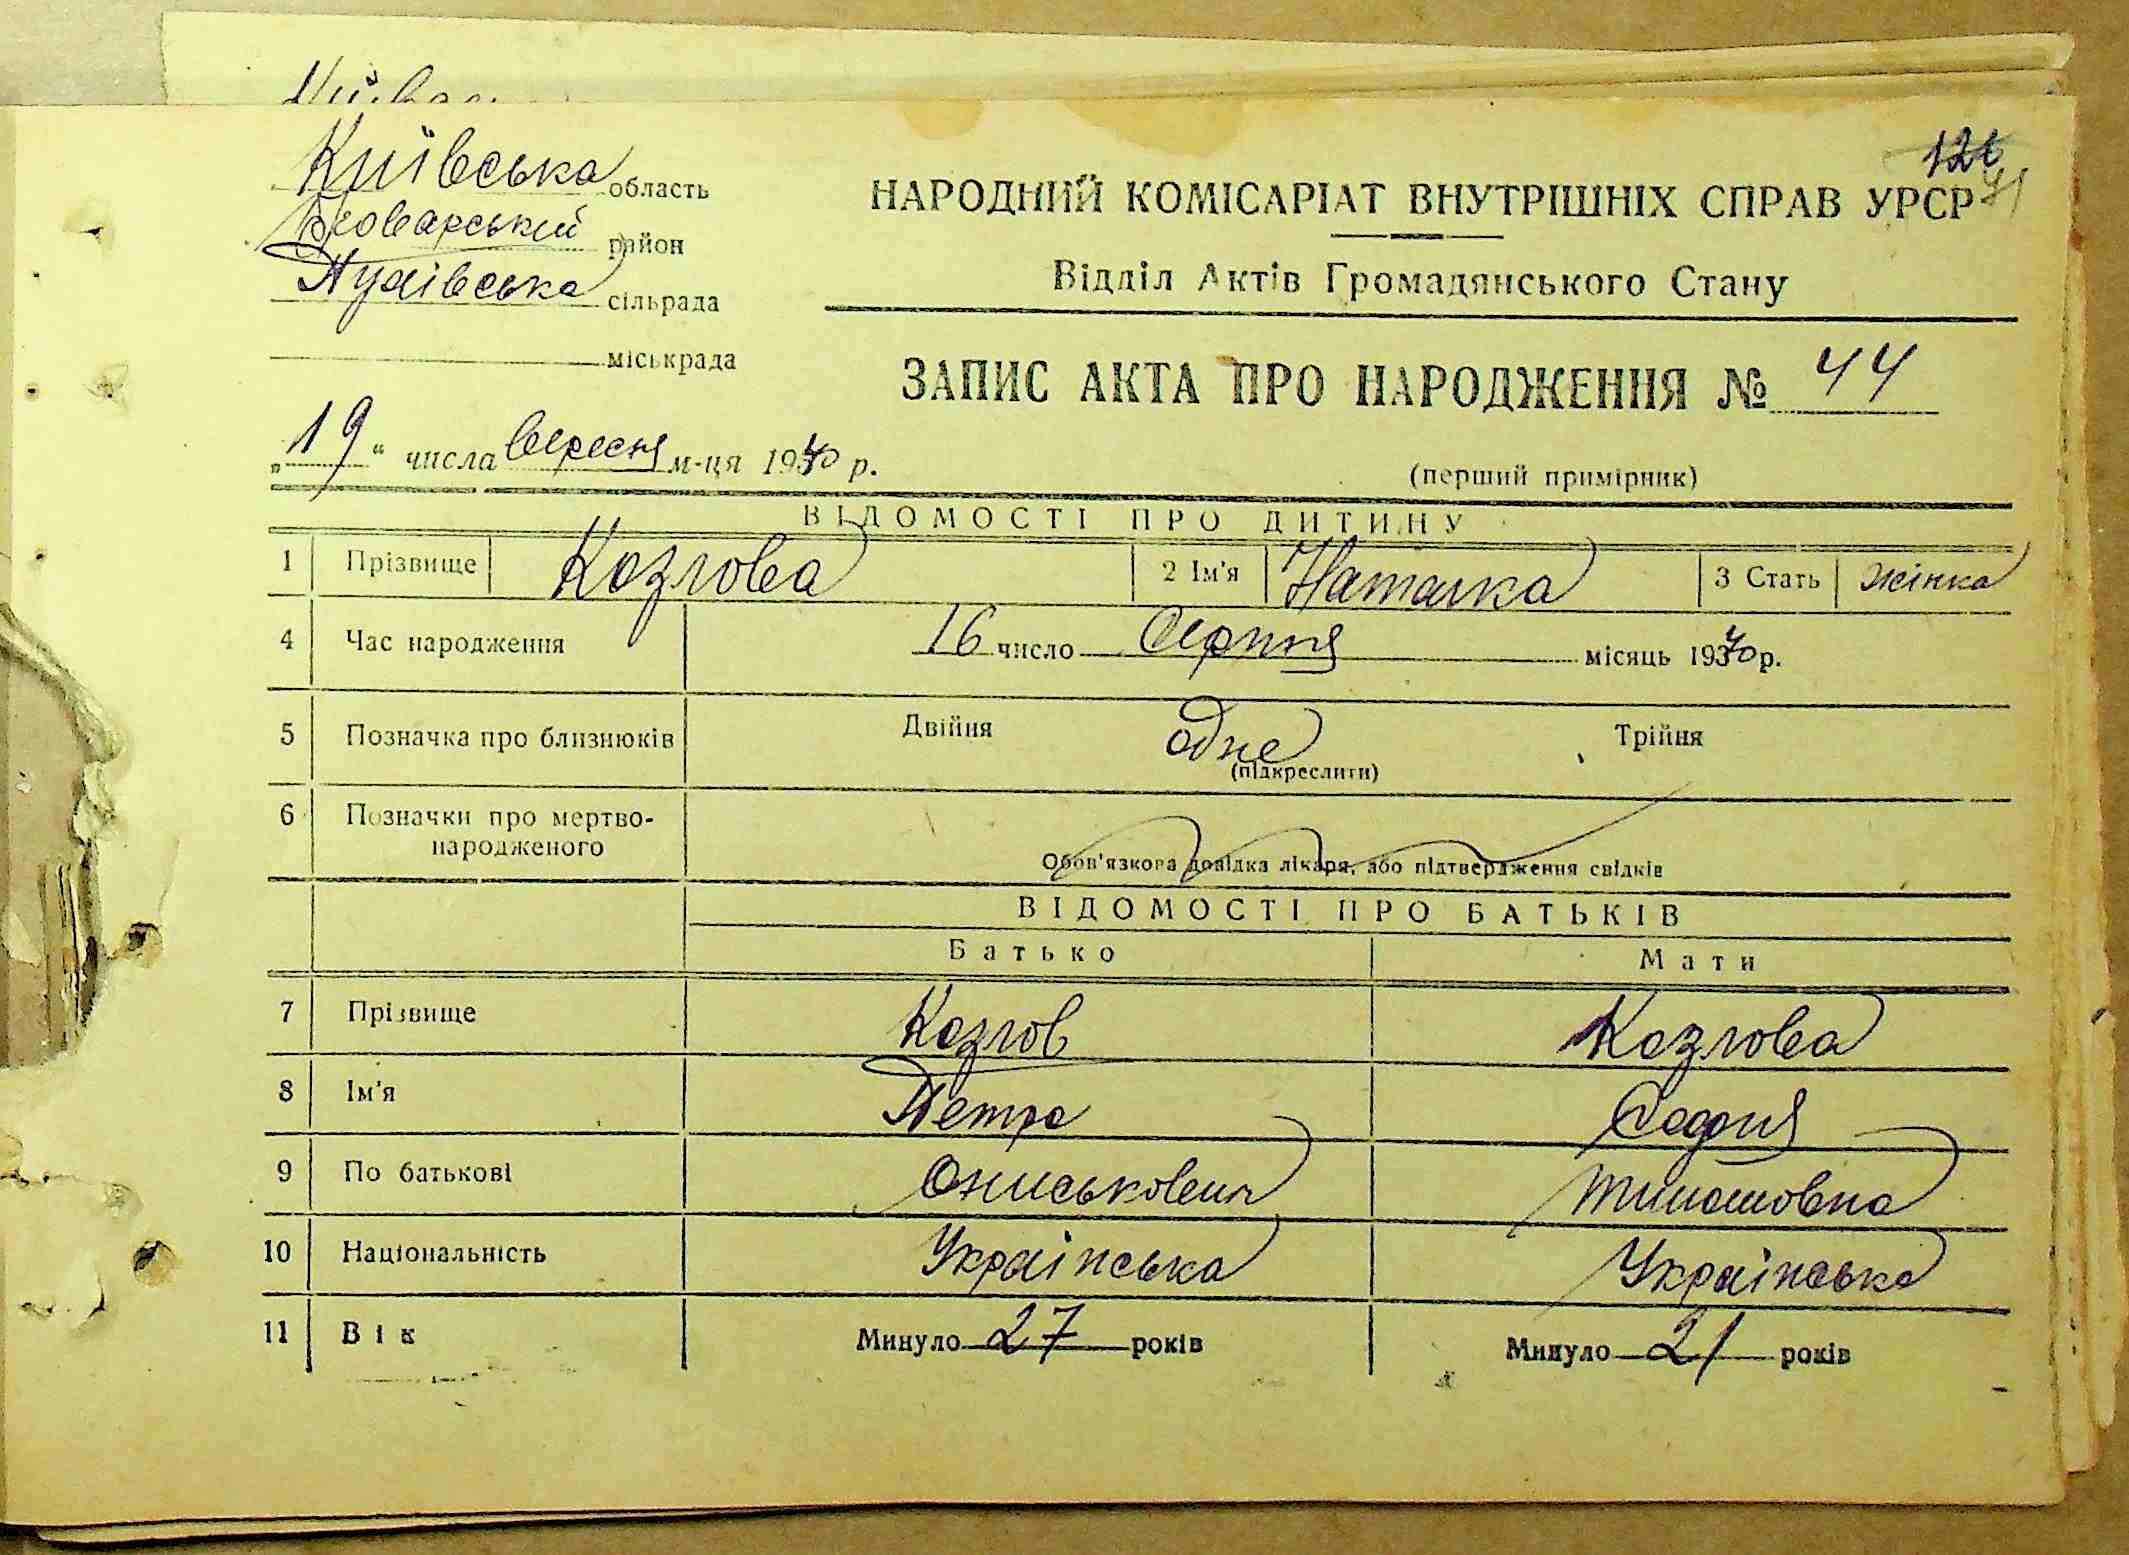 Київська область
Броварський район
Пухівська сільрада
міськрада
НАРОДНИЙ КОМІСАРІАТ ВНУТРІШНІХ СПРАВ УРСР
Відділ Актів Громадянського Стану
ЗАПИС АКТА ПРО НАРОДЖЕННЯ № 44
„19“ числа вересня м-ця 1940 р.
(перший примірник)
ВІДОМОСТІ ПРО ДИТИНУ
1 Прізвище Козлова 2 Ім'я Наталка 3 Стать жінка
4 Час народження 16 число Серпня місяць 1940 р.
5 Позначка про близнюків Двійня одне Трійня
(підкреслити)
6 Позначки про мертво-
народженого
Обов'язкова довідка лікаря, або підтвердження свідків
ВІДОМОСТІ ПРО БАТЬКІВ
Батько Мати
7 Прізвище Козлов Козлова
8 Ім'я Петро
9 По батькові Ониськович Тимошовна
10 Національність Українська Українська
11 Вік Минуло 27 років Минуло 21 років